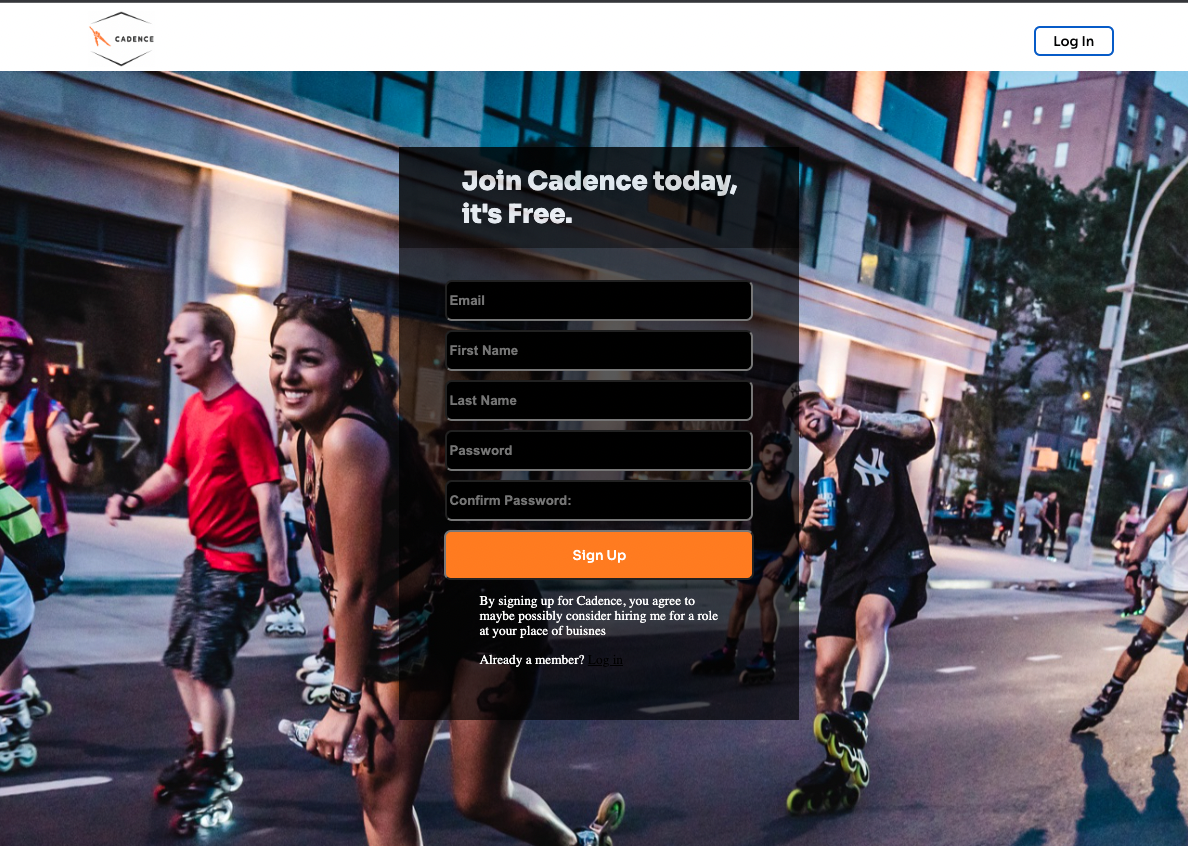 CADENCE
Log In
Join Cadence today,
it's Free.
Email
First Name
Last Name
Password
Confirm Password:
Sign Up
By signing up for Cadence, you agree to
maybe possibly consider hiring me for a role
at your place of buisnes
Already a member? Log in
NY